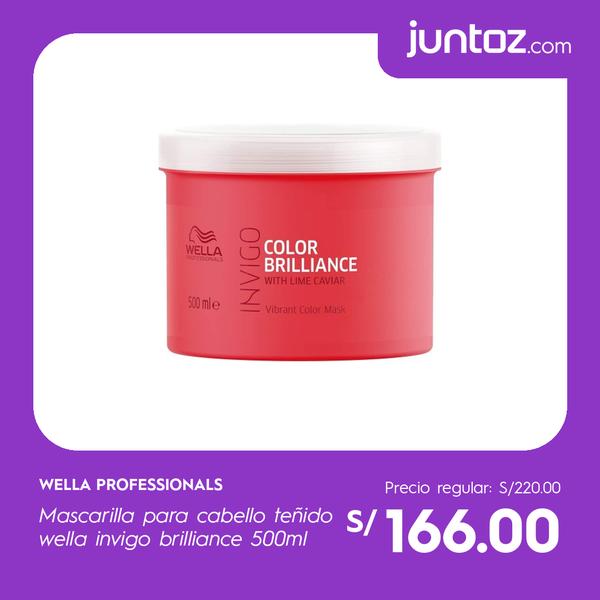 juntoz.com
WELLA
PROFESSIONALS
INVIGO
COLOR
BRILLIANCE
WITH LIME CAVIAR
500 ml e
Vibrant Color Mask
WELLA PROFESSIONALS
Mascarilla para cabello teñido
wella invigo brilliance 500ml
Precio regular: S/220.00
S/166.00